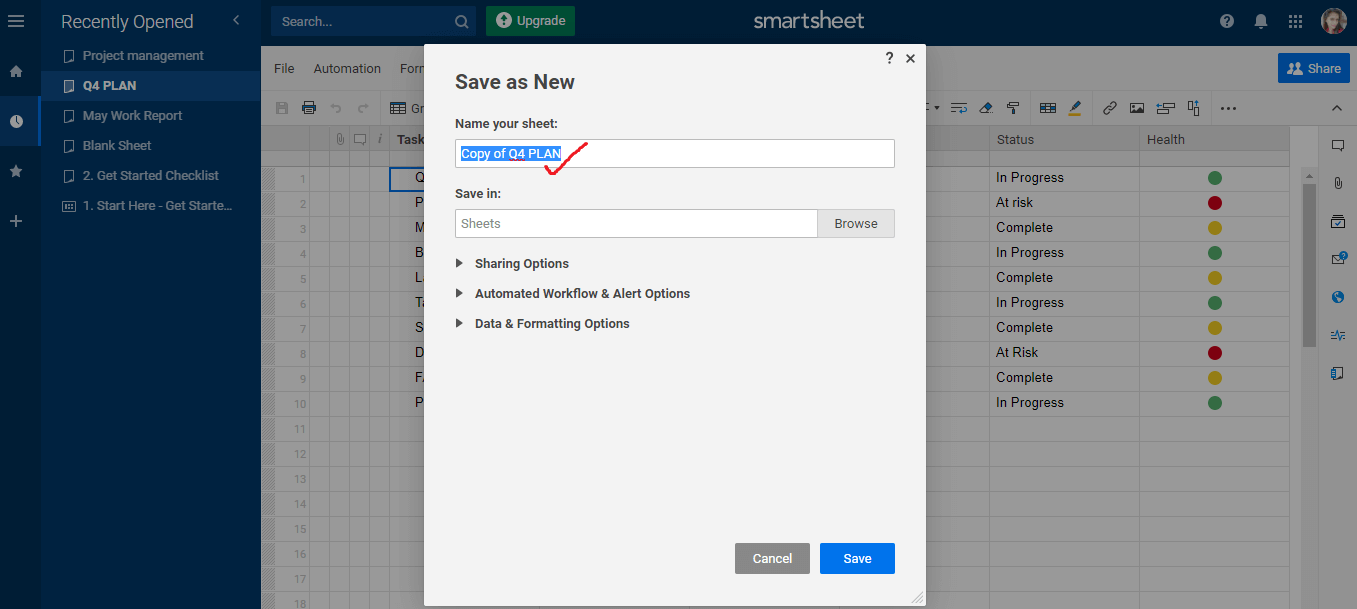 Recently Opened
Search...
Upgrade
smartsheet
Project management
Q4 PLAN
May Work Report
Blank Sheet
2. Get Started Checklist
1. Start Here - Get Starte...
File Automation Form
Share
Gr
Task
Status Health
1 Q In Progress
2 P At risk
3 M Complete
4 B In Progress
5 La Complete
6 Ta In Progress
7 S Complete
8 D At Risk
9 F Complete
10 P In Progress
11
12
13
14
15
16
17
18
? ×
Save as New
Name your sheet:
Copy of Q4 PLAN
Save in:
Sheets Browse
Sharing Options
Automated Workflow & Alert Options
Data & Formatting Options
Cancel Save